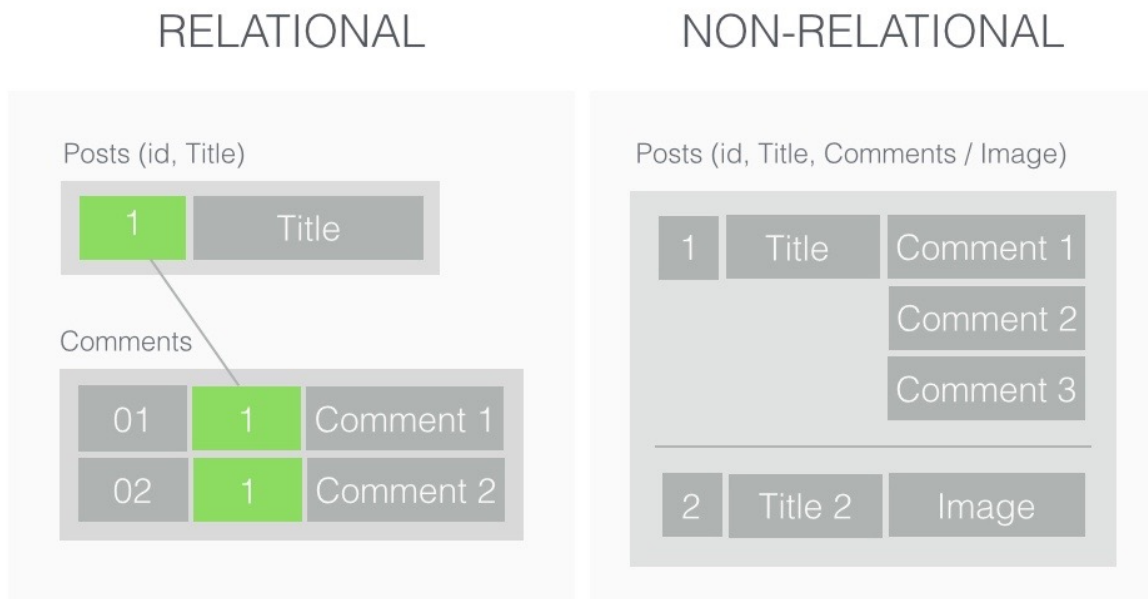 RELATIONAL
Posts (id, Title)
1 Title
Comments
01 1 Comment 1
02 1 Comment 2
NON-RELATIONAL
Posts (id, Title, Comments / Image)
1 Title Comment 1
Comment 2
Comment 3
2 Title 2 Image